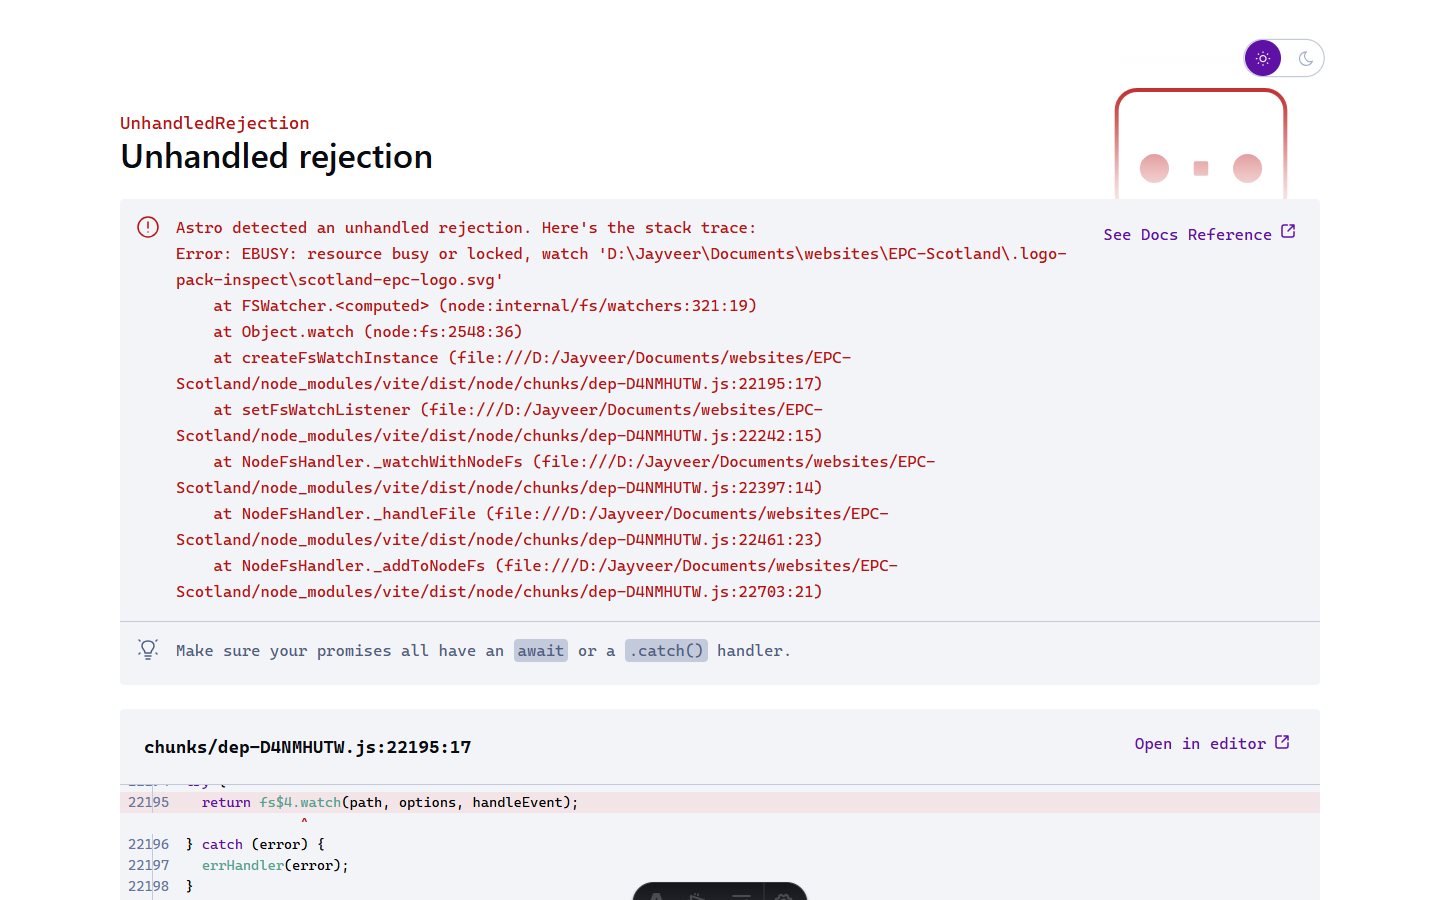 UnhandledRejection
Unhandled rejection
Astro detected an unhandled rejection. Here's the stack trace:
See Docs Reference
Error: EBUSY: resource busy or locked, watch 'D:\Jayveer\Documents\websites\EPC-Scotland\.logo-
pack-inspect\scotland-epc-logo.svg'
at FSWatcher.<computed> (node:internal/fs/watchers:321:19)
at Object.watch (node:fs:2548:36)
at createFsWatchInstance (file:///D:/Jayveer/Documents/websites/EPC-
Scotland/node_modules/vite/dist/node/chunks/dep-D4NMHUTW.js:22195:17)
at setFsWatchListener (file:///D:/Jayveer/Documents/websites/EPC-
Scotland/node_modules/vite/dist/node/chunks/dep-D4NMHUTW.js:22242:15)
at NodeFsHandler._watchWithNodeFs (file:///D:/Jayveer/Documents/websites/EPC-
Scotland/node_modules/vite/dist/node/chunks/dep-D4NMHUTW.js:22397:14)
at NodeFsHandler._handleFile (file:///D:/Jayveer/Documents/websites/EPC-
Scotland/node_modules/vite/dist/node/chunks/dep-D4NMHUTW.js:22461:23)
at NodeFsHandler._addToNodeFs (file:///D:/Jayveer/Documents/websites/EPC-
Scotland/node_modules/vite/dist/node/chunks/dep-D4NMHUTW.js:22703:21)
Make sure your promises all have an await or a .catch() handler.
chunks/dep-D4NMHUTW.js:22195:17
Open in editor
22195 return fs$4.watch(path, options, handleEvent);
^
22196 } catch (error) {
22197 errHandler(error);
22198 }